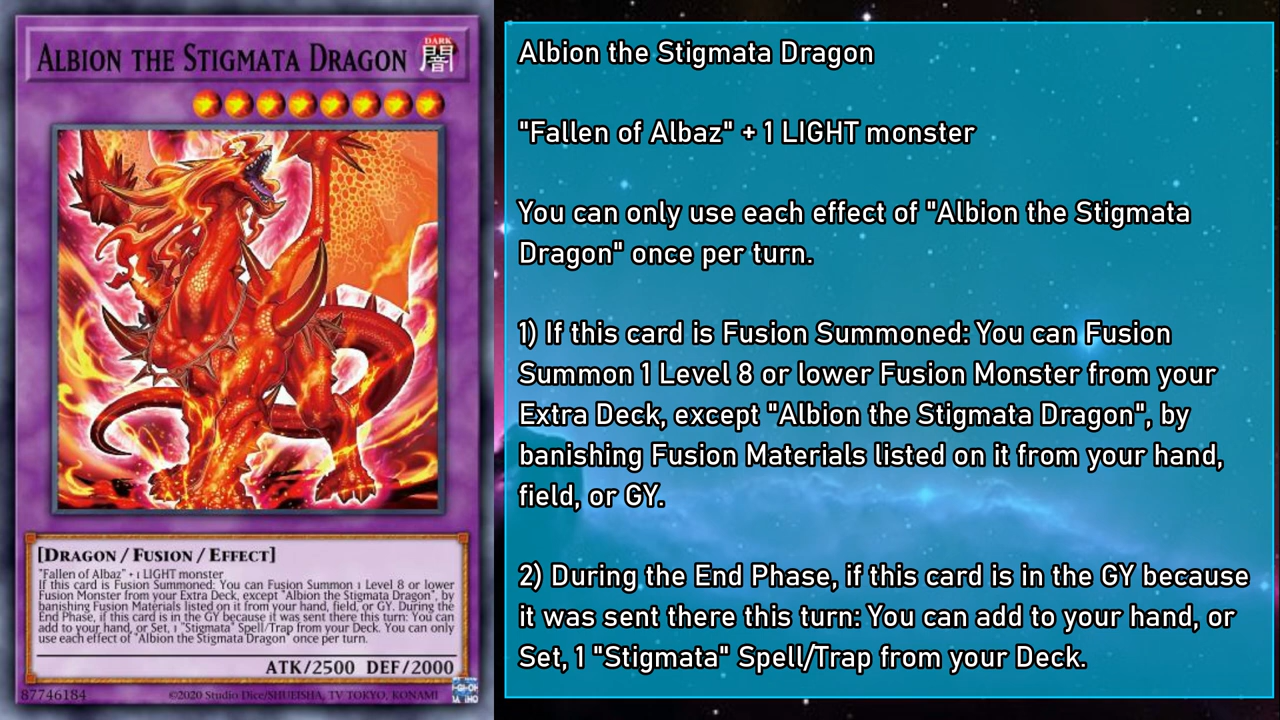 ALBION THE STIGMATA DRAGON
DARK
闇
[DRAGON / FUSION / EFFECT]
"Fallen of Albaz" + 1 LIGHT monster
If this card is Fusion Summoned: You can Fusion Summon 1 Level 8 or lower
Fusion Monster from your Extra Deck, except "Albion the Stigmata Dragon", by
banishing Fusion Materials listed on it from your hand, field, or GY. During the
End Phase, if this card is in the GY because it was sent there this turn: You can
add to your hand, or Set, 1 "Stigmata" Spell/Trap from your Deck. You can only
use each effect of "Albion the Stigmata Dragon" once per turn.
ATK/2500 DEF/2000
87746184
©2020 Studio Dice/SHUEISHA, TV TOKYO, KONAMI
Albion the Stigmata Dragon
"Fallen of Albaz" + 1 LIGHT monster
You can only use each effect of "Albion the Stigmata
Dragon" once per turn.
1) If this card is Fusion Summoned: You can Fusion
Summon 1 Level 8 or lower Fusion Monster from your
Extra Deck, except "Albion the Stigmata Dragon", by
banishing Fusion Materials listed on it from your hand,
field, or GY.
2) During the End Phase, if this card is in the GY because
it was sent there this turn: You can add to your hand, or
Set, 1 "Stigmata" Spell/Trap from your Deck.